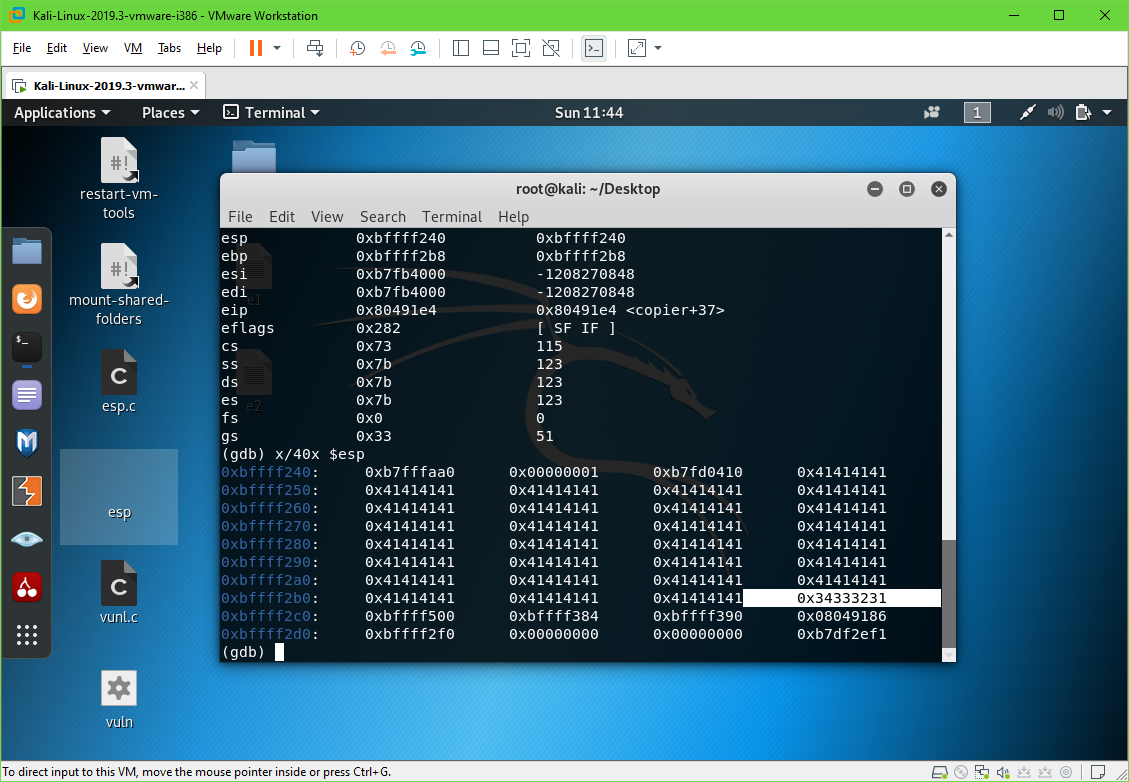 Kali-Linux-2019.3-vmware-i386 - VMware Workstation
File Edit View VM Tabs Help
Kali-Linux-2019.3-vmwar...
Applications Places Terminal Sun 11:44 1
restart-vm-
tools
mount-shared-
folders
esp.c
esp
vunl.c
vuln
e1
e2
root@kali: ~/Desktop
File Edit View Search Terminal Help
esp 0xbffff240 0xbffff240
ebp 0xbffff2b8 0xbffff2b8
esi 0xb7fb4000 -1208270848
edi 0xb7fb4000 -1208270848
eip 0x80491e4 0x80491e4 <copier+37>
eflags 0x282 [ SF IF ]
cs 0x73 115
ss 0x7b 123
ds 0x7b 123
es 0x7b 123
fs 0x0 0
gs 0x33 51
(gdb) x/40x $esp
0xbffff240: 0xb7fffaa0 0x00000001 0xb7fd0410 0x41414141
0xbffff250: 0x41414141 0x41414141 0x41414141 0x41414141
0xbffff260: 0x41414141 0x41414141 0x41414141 0x41414141
0xbffff270: 0x41414141 0x41414141 0x41414141 0x41414141
0xbffff280: 0x41414141 0x41414141 0x41414141 0x41414141
0xbffff290: 0x41414141 0x41414141 0x41414141 0x41414141
0xbffff2a0: 0x41414141 0x41414141 0x41414141 0x41414141
0xbffff2b0: 0x41414141 0x41414141 0x41414141 0x34333231
0xbffff2c0: 0xbffff500 0xbffff384 0xbffff390 0x08049186
0xbffff2d0: 0xbffff2f0 0x00000000 0x00000000 0xb7df2ef1
(gdb)
To direct input to this VM, move the mouse pointer inside or press Ctrl+G.